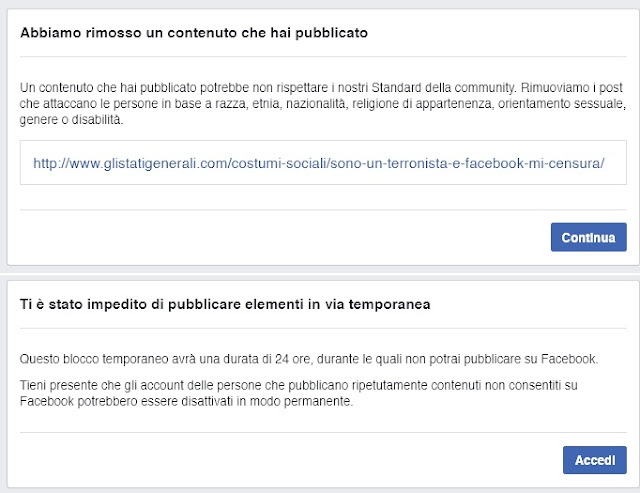 Abbiamo rimosso un contenuto che hai pubblicato
Un contenuto che hai pubblicato potrebbe non rispettare i nostri Standard della community. Rimuoviamo i post
che attaccano le persone in base a razza, etnia, nazionalità, religione di appartenenza, orientamento sessuale,
genere o disabilità.
http://www.glistatigenerali.com/costumi-sociali/sono-un-terronista-e-facebook-mi-censura/
Continua
Ti è stato impedito di pubblicare elementi in via temporanea
Questo blocco temporaneo avrà una durata di 24 ore, durante le quali non potrai pubblicare su Facebook.
Tieni presente che gli account delle persone che pubblicano ripetutamente contenuti non consentiti su
Facebook potrebbero essere disattivati in modo permanente.
Accedi